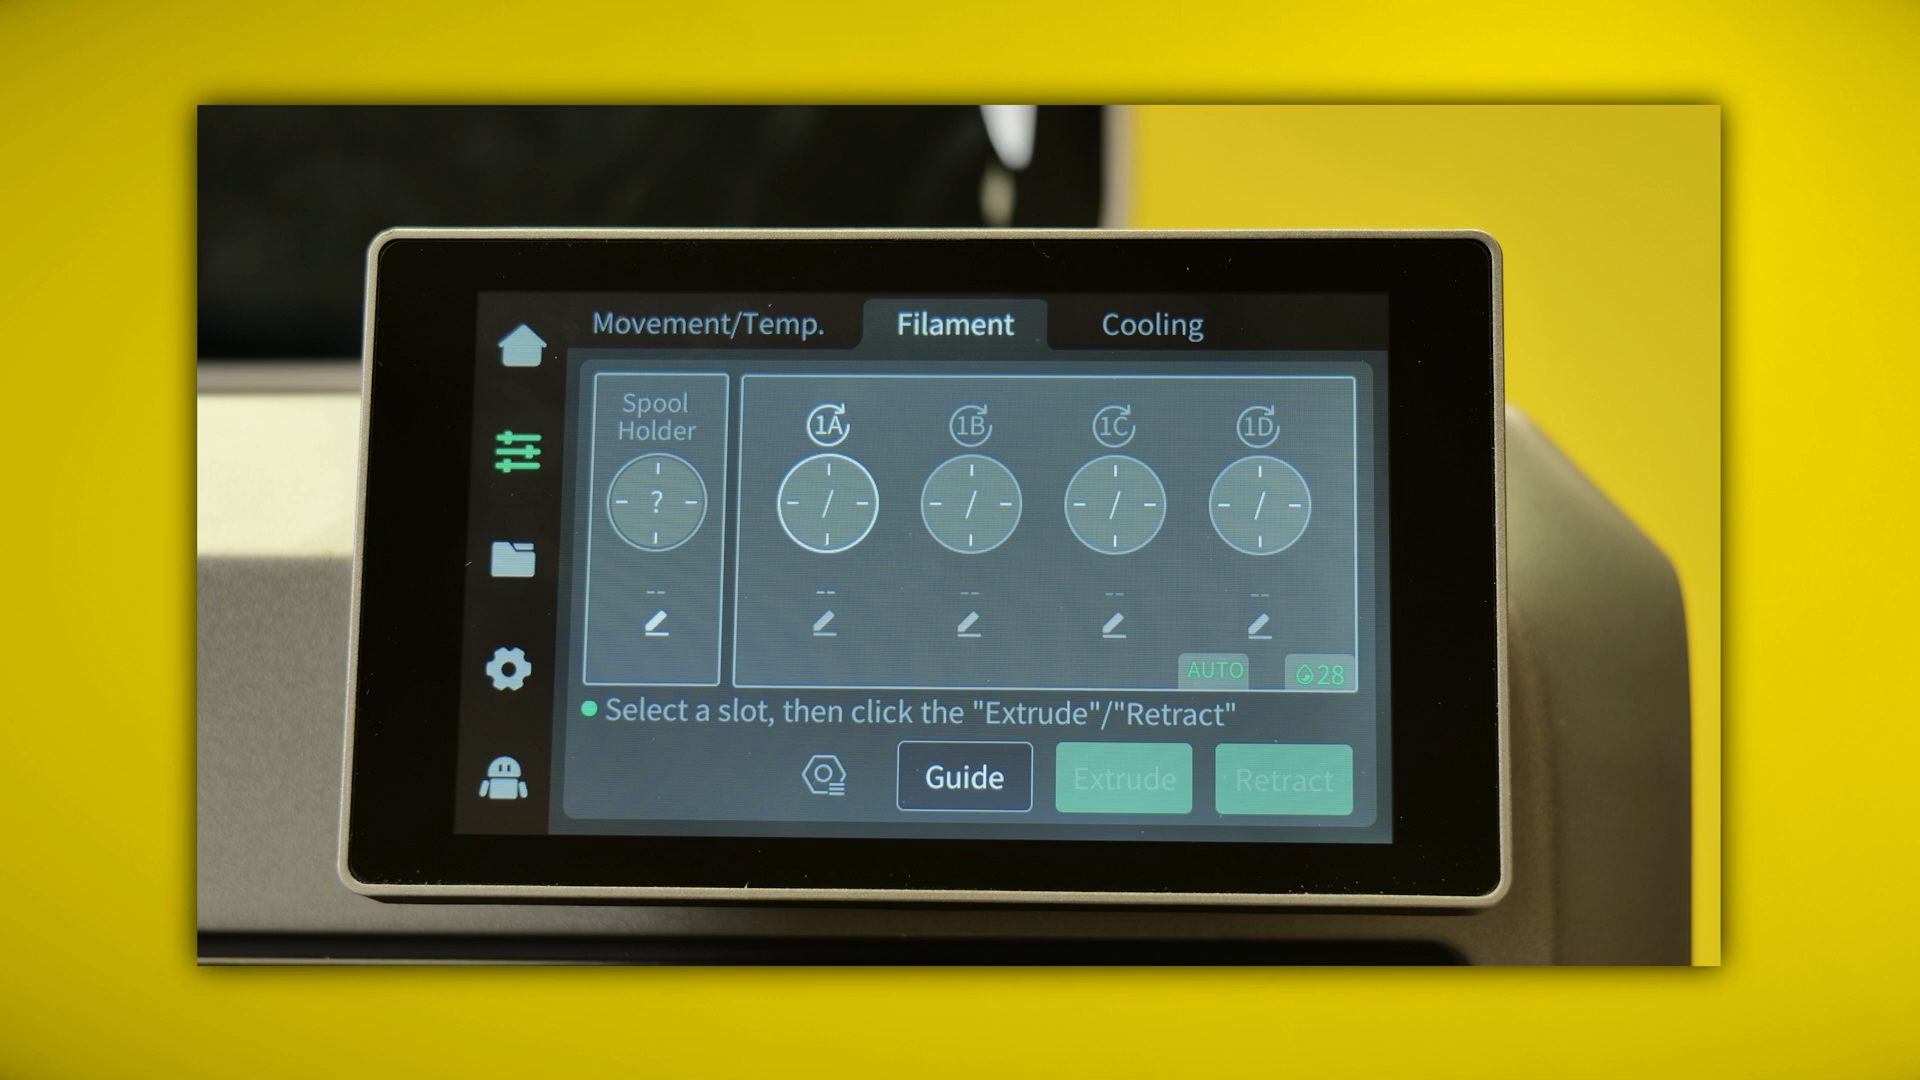 Movement/Temp. Filament Cooling
Spool
Holder
1A 1B 1C 1D
? / / / /
-- -- -- -- --
AUTO 28
Select a slot, then click the "Extrude"/"Retract"
Guide Extrude Retract